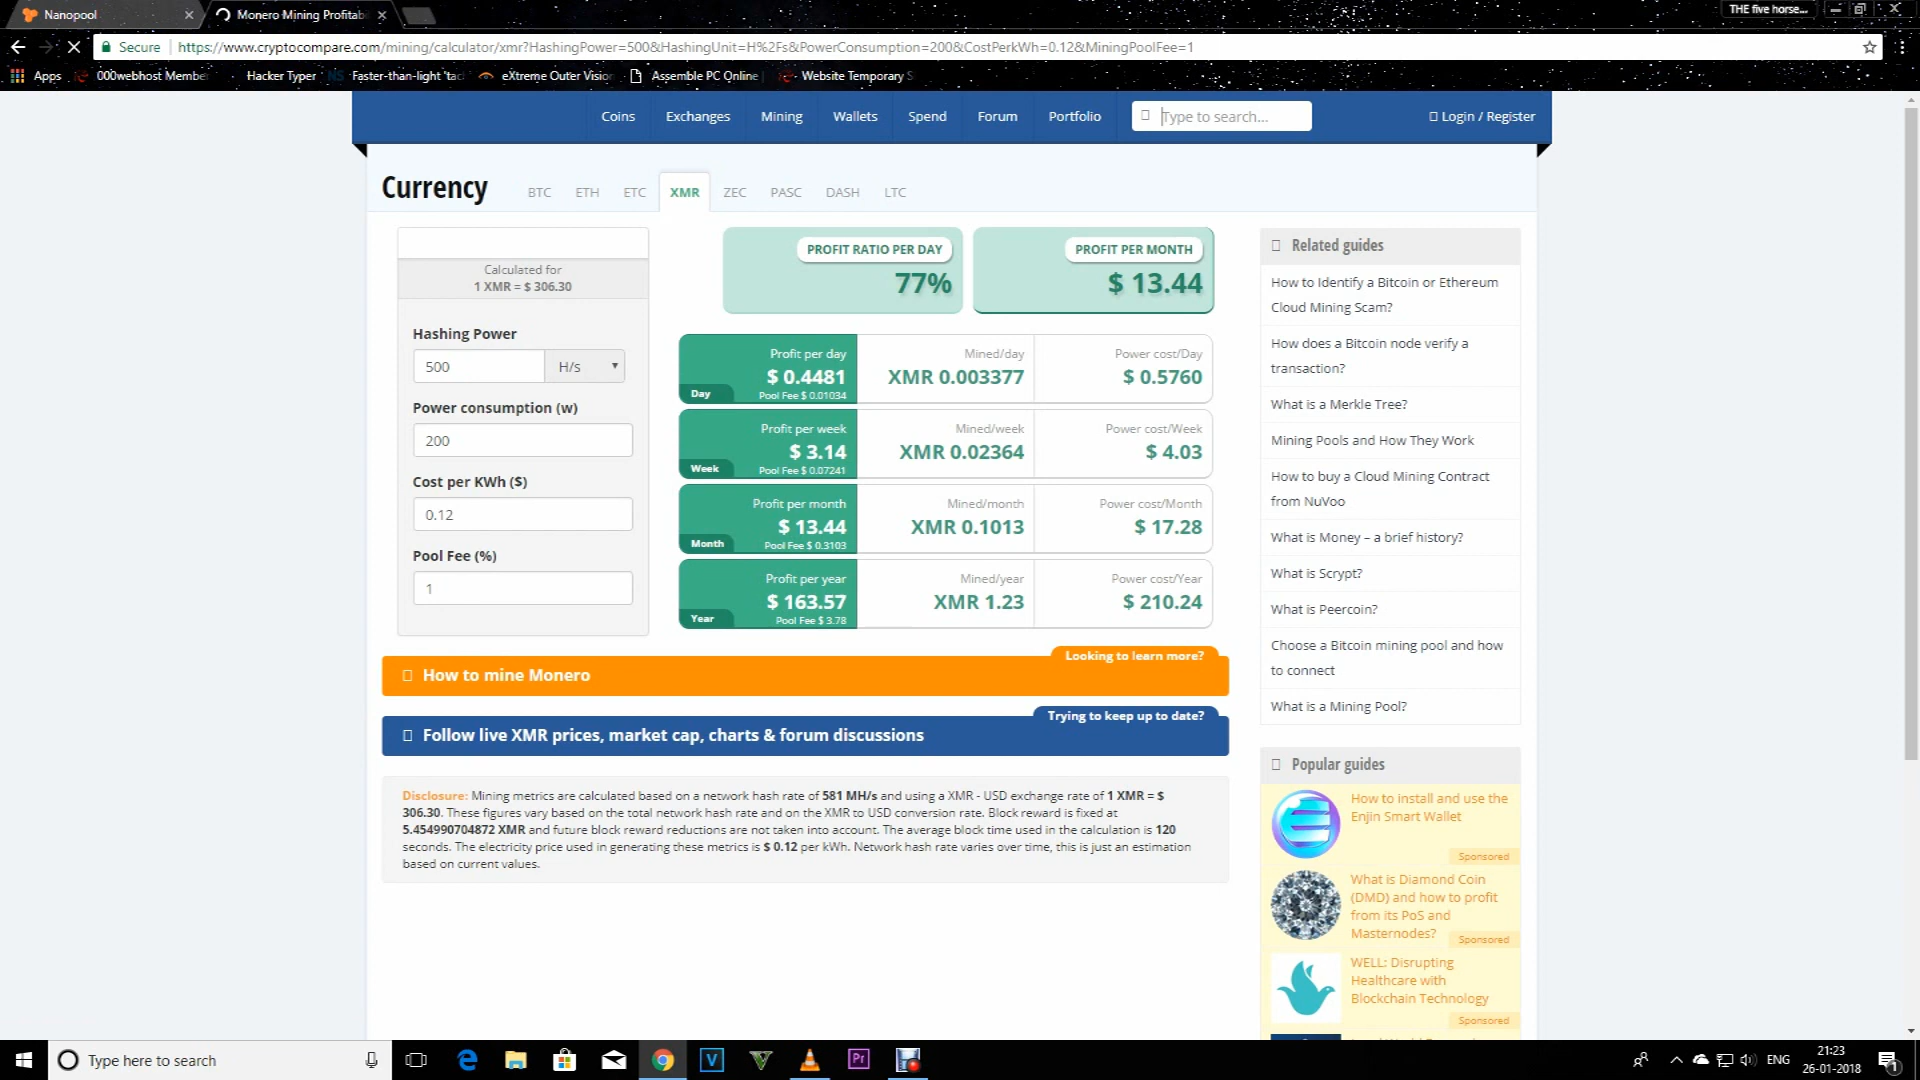 Nanopool
Monero Mining Profitab
THE five horse...
Secure
https://www.cryptocompare.com/mining/calculator/xmr?HashingPower=500&HashingUnit=H%2Fs&PowerConsumption=200&CostPerkWh=0.12&MiningPoolFee=1
Apps
000webhost Membe
Hacker Typer
Faster-than-light 'tac
eXtreme Outer Visio
Assemble PC Online
Website Temporary S
Coins
Exchanges
Mining
Wallets
Spend
Forum
Portfolio
Type to search...
Login / Register
Currency
BTC
ETH
ETC
XMR
ZEC
PASC
DASH
LTC
Calculated for
1 XMR = $ 306.30
Hashing Power
500
H/s
Power consumption (w)
200
Cost per KWh ($)
0.12
Pool Fee (%)
1
PROFIT RATIO PER DAY
77%
PROFIT PER MONTH
$ 13.44
Profit per day
$ 0.4481
Pool Fee $ 0.01034
Day
Mined/day
XMR 0.003377
Power cost/Day
$ 0.5760
Profit per week
$ 3.14
Pool Fee $ 0.07241
Week
Mined/week
XMR 0.02364
Power cost/Week
$ 4.03
Profit per month
$ 13.44
Pool Fee $ 0.3103
Month
Mined/month
XMR 0.1013
Power cost/Month
$ 17.28
Profit per year
$ 163.57
Pool Fee $ 3.78
Year
Mined/year
XMR 1.23
Power cost/Year
$ 210.24
Looking to learn more?
How to mine Monero
Trying to keep up to date?
Follow live XMR prices, market cap, charts & forum discussions
Disclosure: Mining metrics are calculated based on a network hash rate of 581 MH/s and using a XMR - USD exchange rate of 1 XMR = $
306.30. These figures vary based on the total network hash rate and on the XMR to USD conversion rate. Block reward is fixed at
5.454990704872 XMR and future block reward reductions are not taken into account. The average block time used in the calculation is 120
seconds. The electricity price used in generating these metrics is $ 0.12 per kWh. Network hash rate varies over time, this is just an estimation
based on current values.
Related guides
How to Identify a Bitcoin or Ethereum
Cloud Mining Scam?
How does a Bitcoin node verify a
transaction?
What is a Merkle Tree?
Mining Pools and How They Work
How to buy a Cloud Mining Contract
from NuVoo
What is Money – a brief history?
What is Scrypt?
What is Peercoin?
Choose a Bitcoin mining pool and how
to connect
What is a Mining Pool?
Popular guides
How to install and use the
Enjin Smart Wallet
Sponsored
What is Diamond Coin
(DMD) and how to profit
from its PoS and
Masternodes?
Sponsored
WELL: Disrupting
Healthcare with
Blockchain Technology
Sponsored
Type here to search
ENG
21:23
26-01-2018